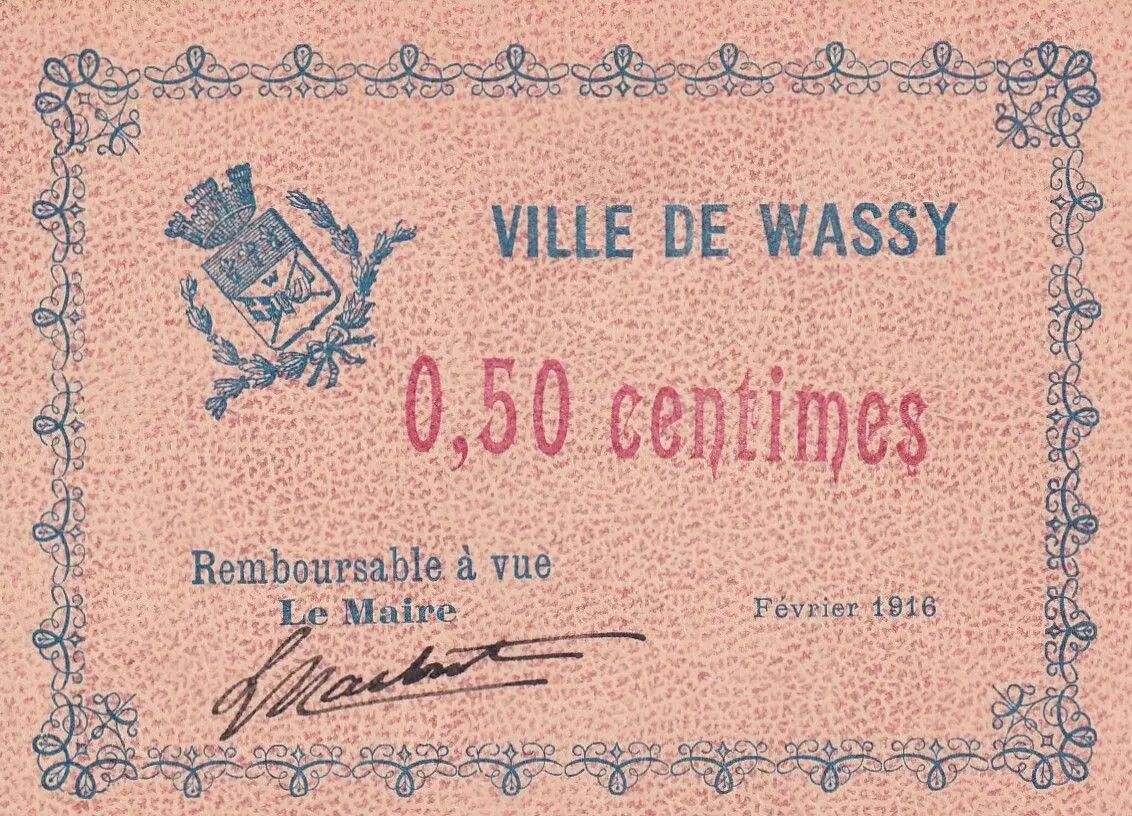 VILLE DE WASSY
0,50 centimes
Remboursable à vue
Le Maire
Février 1916